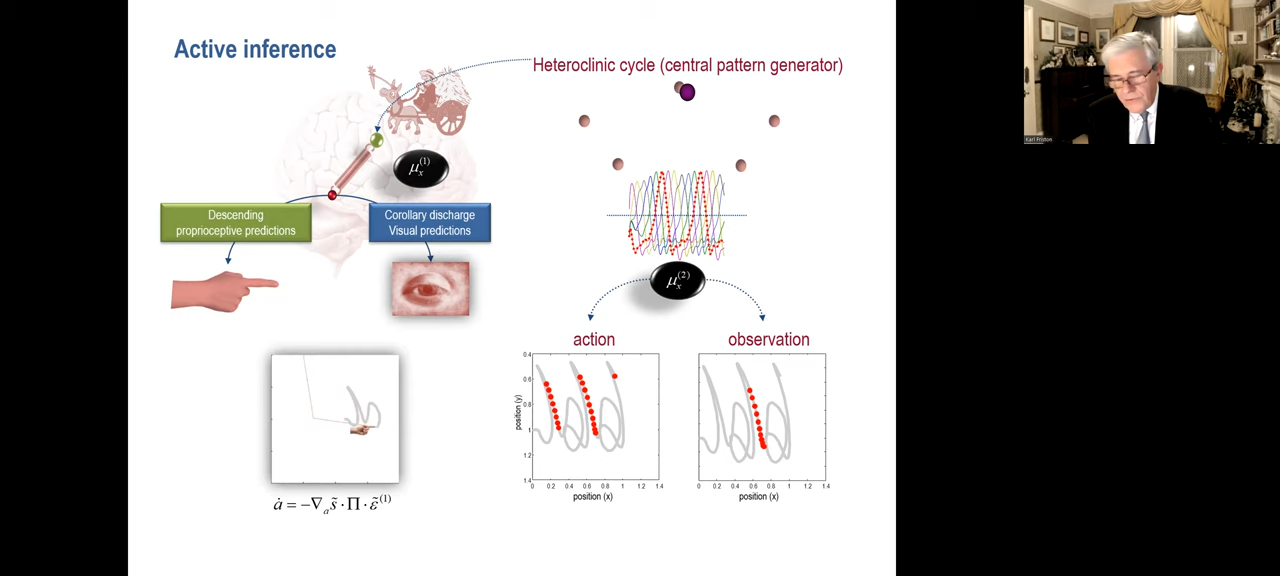 Active inference
Heteroclinic cycle (central pattern generator)
μₓ⁽¹⁾
Descending
proprioceptive predictions
Corollary discharge
Visual predictions
μₓ⁽²⁾
action
observation
0.4
0.6
0.8
1
1.2
1.4
position (y)
0 0.2 0.4 0.6 0.8 1 1.2 1.4
position (x)
0 0.2 0.4 0.6 0.8 1 1.2 1.4
position (x)
ȧ = −∇ₐs̃ · Π · ε̃⁽¹⁾
Karl Friston